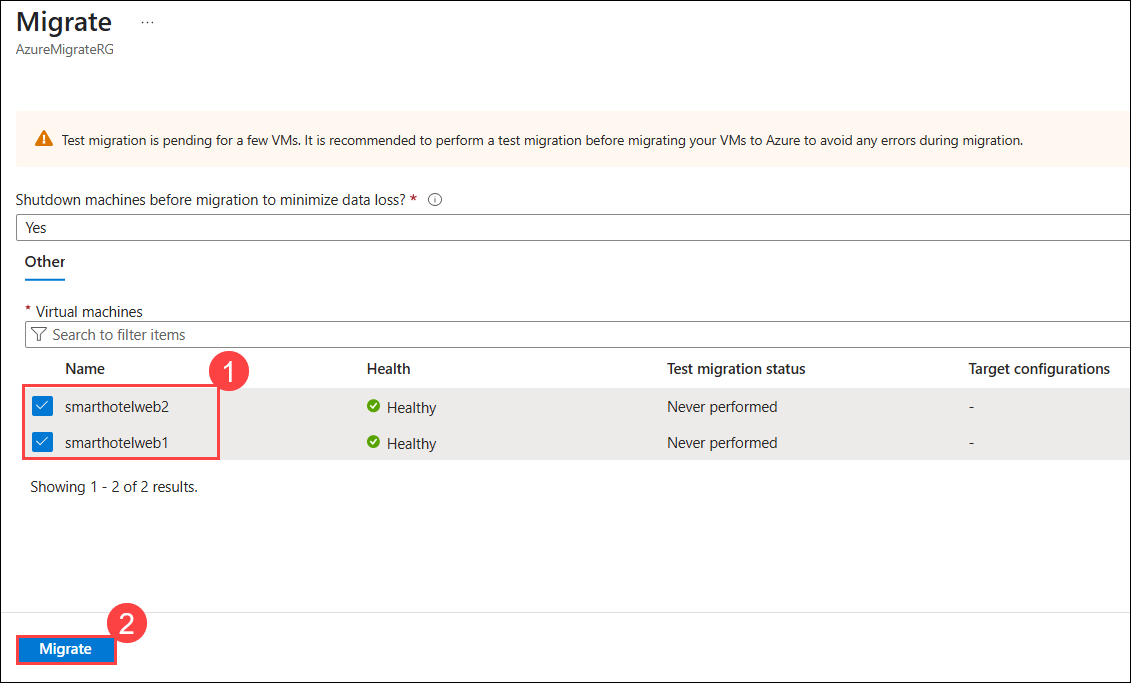 Migrate ...
AzureMigrateRG
Test migration is pending for a few VMs. It is recommended to perform a test migration before migrating your VMs to Azure to avoid any errors during migration.
Shutdown machines before migration to minimize data loss? *
Yes
Other
* Virtual machines
Search to filter items
Name Health Test migration status Target configurations
1
smarthotelweb2 Healthy Never performed -
smarthotelweb1 Healthy Never performed -
Showing 1 - 2 of 2 results.
2
Migrate